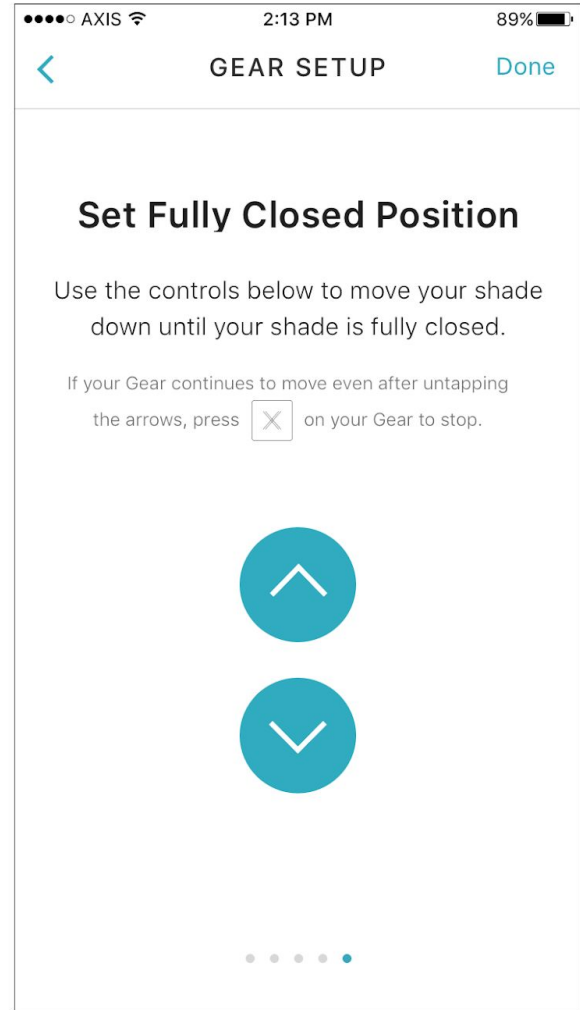 AXIS 2:13 PM 89%
GEAR SETUP Done
Set Fully Closed Position
Use the controls below to move your shade
down until your shade is fully closed.
If your Gear continues to move even after untapping
the arrows, press X on your Gear to stop.